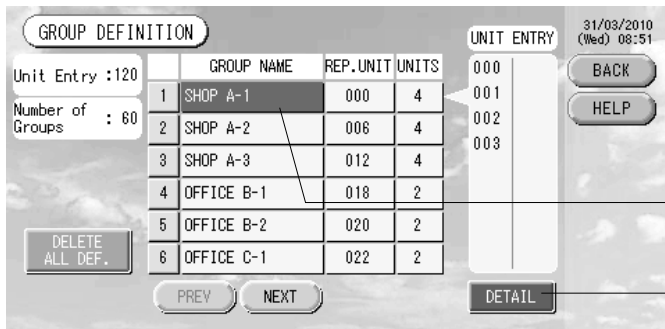 GROUP DEFINITION
31/03/2010
(Wed) 08:51
UNIT ENTRY
Unit Entry :120
Number of
Groups : 60
GROUP NAME REP.UNIT UNITS
1 SHOP A-1 000 4
2 SHOP A-2 006 4
3 SHOP A-3 012 4
4 OFFICE B-1 018 2
5 OFFICE B-2 020 2
6 OFFICE C-1 022 2
000
001
002
003
BACK
HELP
DELETE
ALL DEF.
PREV NEXT
DETAIL